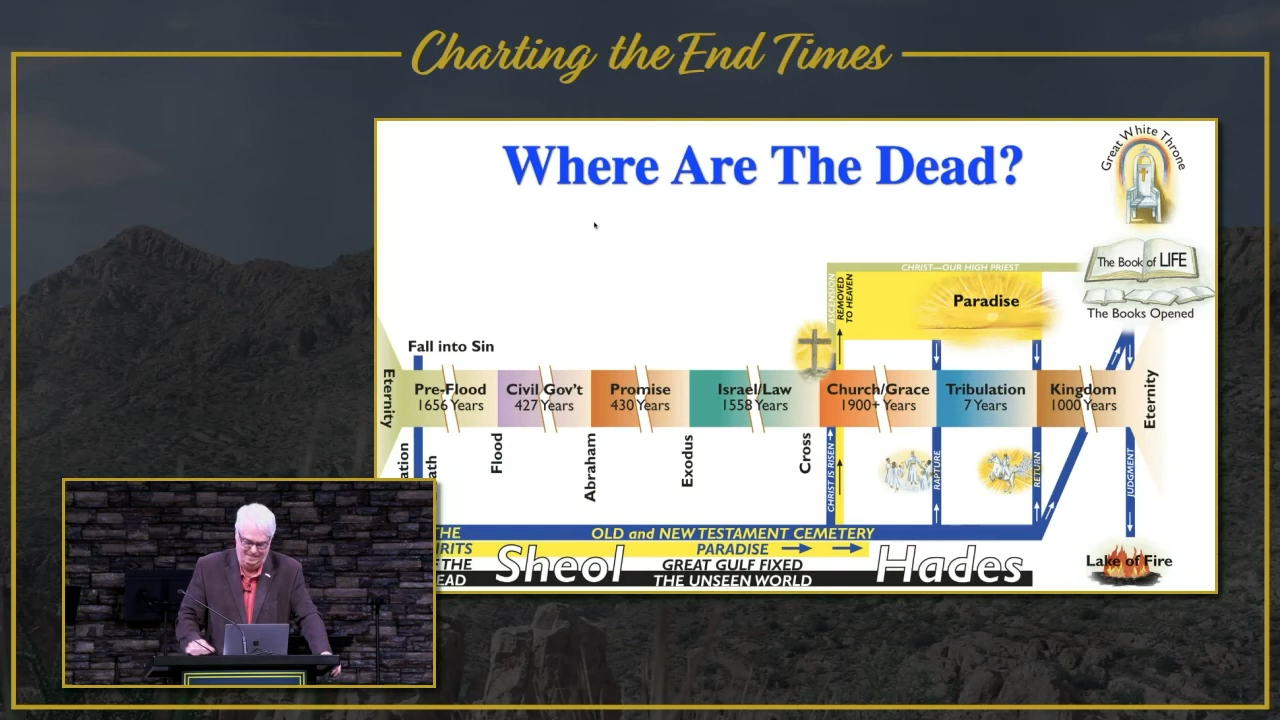 Charting the End Times
Where Are The Dead?
Great White Throne
The Book of LIFE
The Books Opened
CHRIST—OUR HIGH PRIEST
ASCENSION
REMOVED
TO HEAVEN
Paradise
Fall into Sin
Eternity
Pre-Flood
1656 Years
Civil Gov't
427 Years
Promise
430 Years
Israel/Law
1558 Years
Church/Grace
1900+ Years
Tribulation
7 Years
Kingdom
1000 Years
Eternity
Flood
Abraham
Exodus
Cross
CHRIST IS RISEN
RAPTURE
RETURN
JUDGMENT
OLD and NEW TESTAMENT CEMETERY
PARADISE
Sheol
GREAT GULF FIXED
THE UNSEEN WORLD
Hades
Lake of Fire